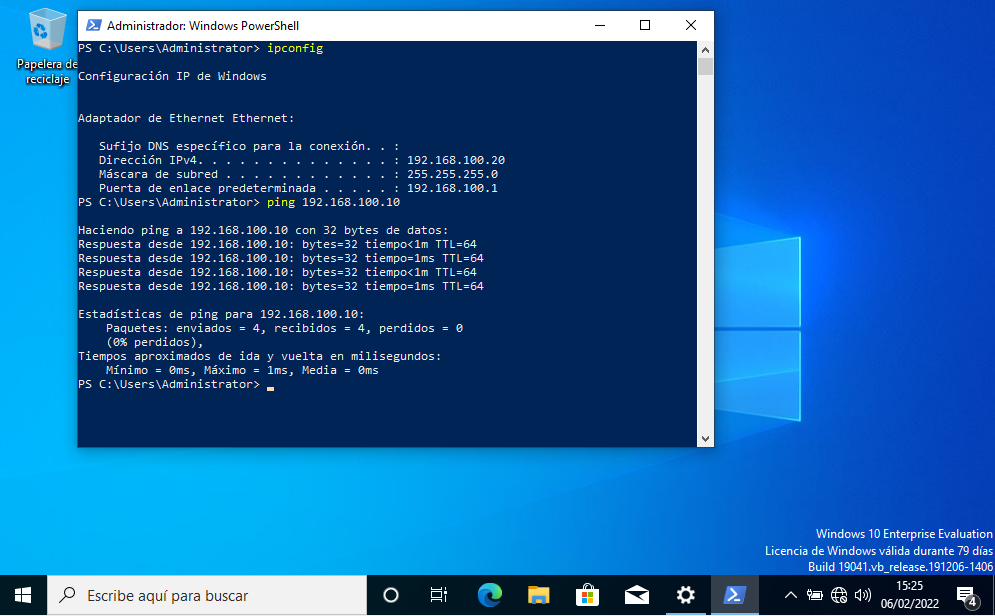 Papelera de
reciclaje
Administrador: Windows PowerShell
PS C:\Users\Administrator> ipconfig
Configuración IP de Windows
Adaptador de Ethernet Ethernet:
   Sufijo DNS específico para la conexión. . :
   Dirección IPv4. . . . . . . . . . . . . . : 192.168.100.20
   Máscara de subred . . . . . . . . . . . . : 255.255.255.0
   Puerta de enlace predeterminada . . . . . : 192.168.100.1
PS C:\Users\Administrator> ping 192.168.100.10
Haciendo ping a 192.168.100.10 con 32 bytes de datos:
Respuesta desde 192.168.100.10: bytes=32 tiempo<1m TTL=64
Respuesta desde 192.168.100.10: bytes=32 tiempo=1ms TTL=64
Respuesta desde 192.168.100.10: bytes=32 tiempo<1m TTL=64
Respuesta desde 192.168.100.10: bytes=32 tiempo=1ms TTL=64
Estadísticas de ping para 192.168.100.10:
    Paquetes: enviados = 4, recibidos = 4, perdidos = 0
    (0% perdidos),
Tiempos aproximados de ida y vuelta en milisegundos:
    Mínimo = 0ms, Máximo = 1ms, Media = 0ms
PS C:\Users\Administrator>
Windows 10 Enterprise Evaluation
Licencia de Windows válida durante 79 días
Build 19041.vb_release.191206-1406
Escribe aquí para buscar
15:25
06/02/2022
4